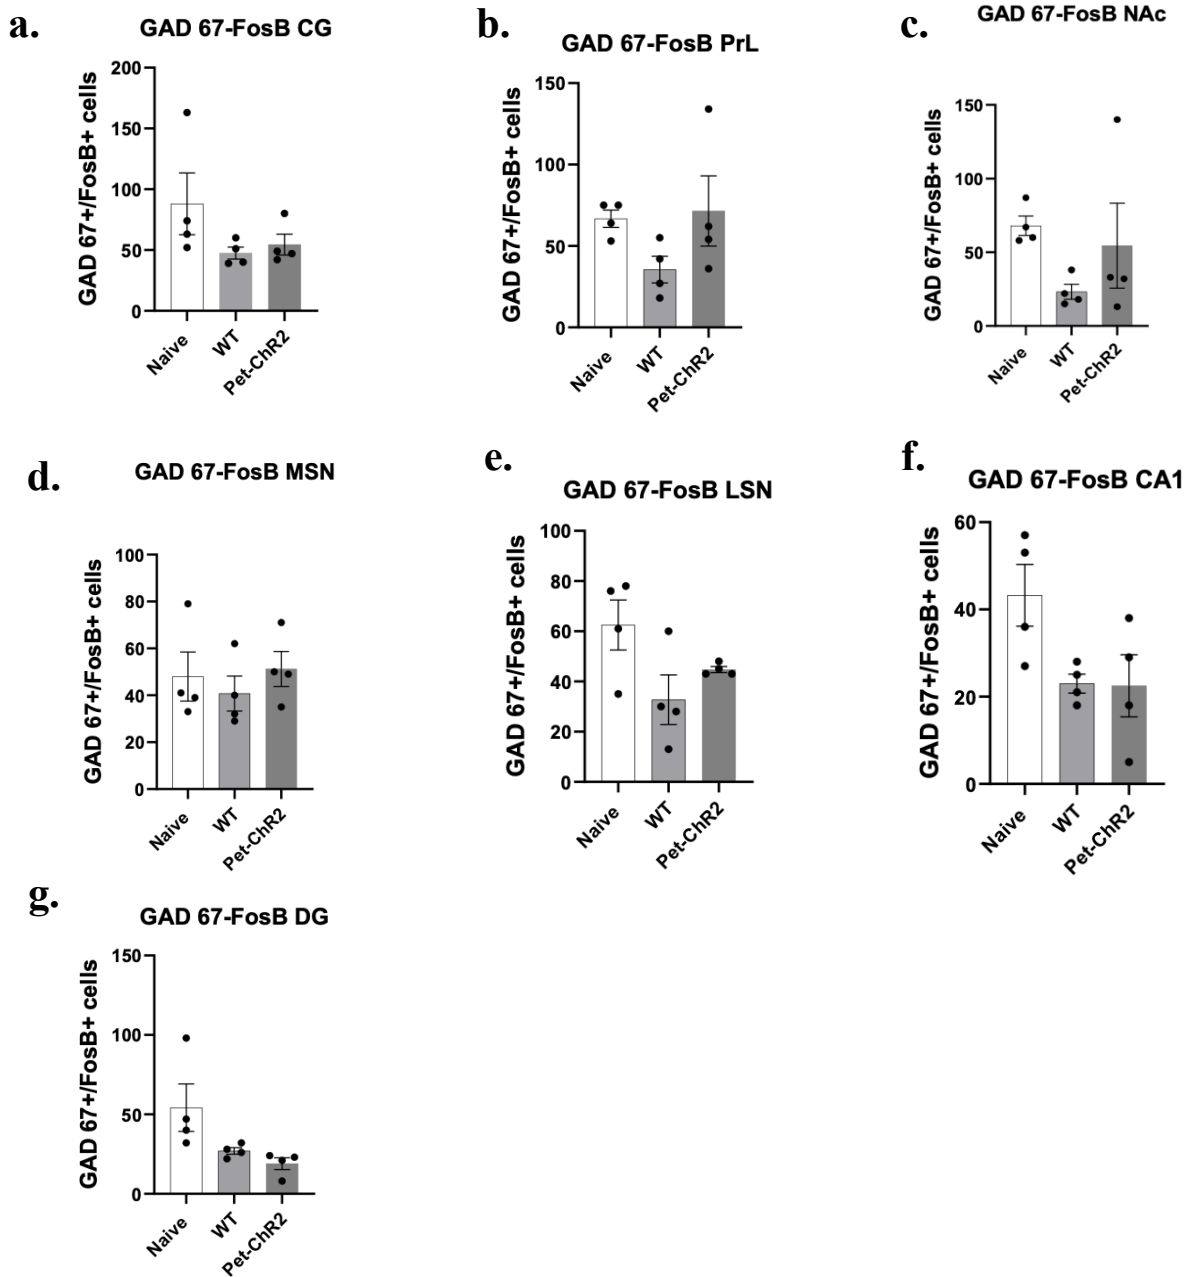 a.
GAD 67-FosB CG
GAD 67+/FosB+ cells
200
150
100
50
0
Naive
WT
Pet-ChR2
b.
GAD 67-FosB PrL
GAD 67+/FosB+ cells
150
100
50
0
Naive
WT
Pet-ChR2
c.
GAD 67-FosB NAc
GAD 67+/FosB+ cells
150
100
50
0
Naive
WT
Pet-ChR2
d.
GAD 67-FosB MSN
GAD 67+/FosB+ cells
100
80
60
40
20
0
Naive
WT
Pet-ChR2
e.
GAD 67-FosB LSN
GAD 67+/FosB+ cells
100
80
60
40
20
0
Naive
WT
Pet-ChR2
f.
GAD 67-FosB CA1
GAD 67+/FosB+ cells
60
40
20
0
Naive
WT
Pet-ChR2
g.
GAD 67-FosB DG
GAD 67+/FosB+ cells
150
100
50
0
Naive
WT
Pet-ChR2